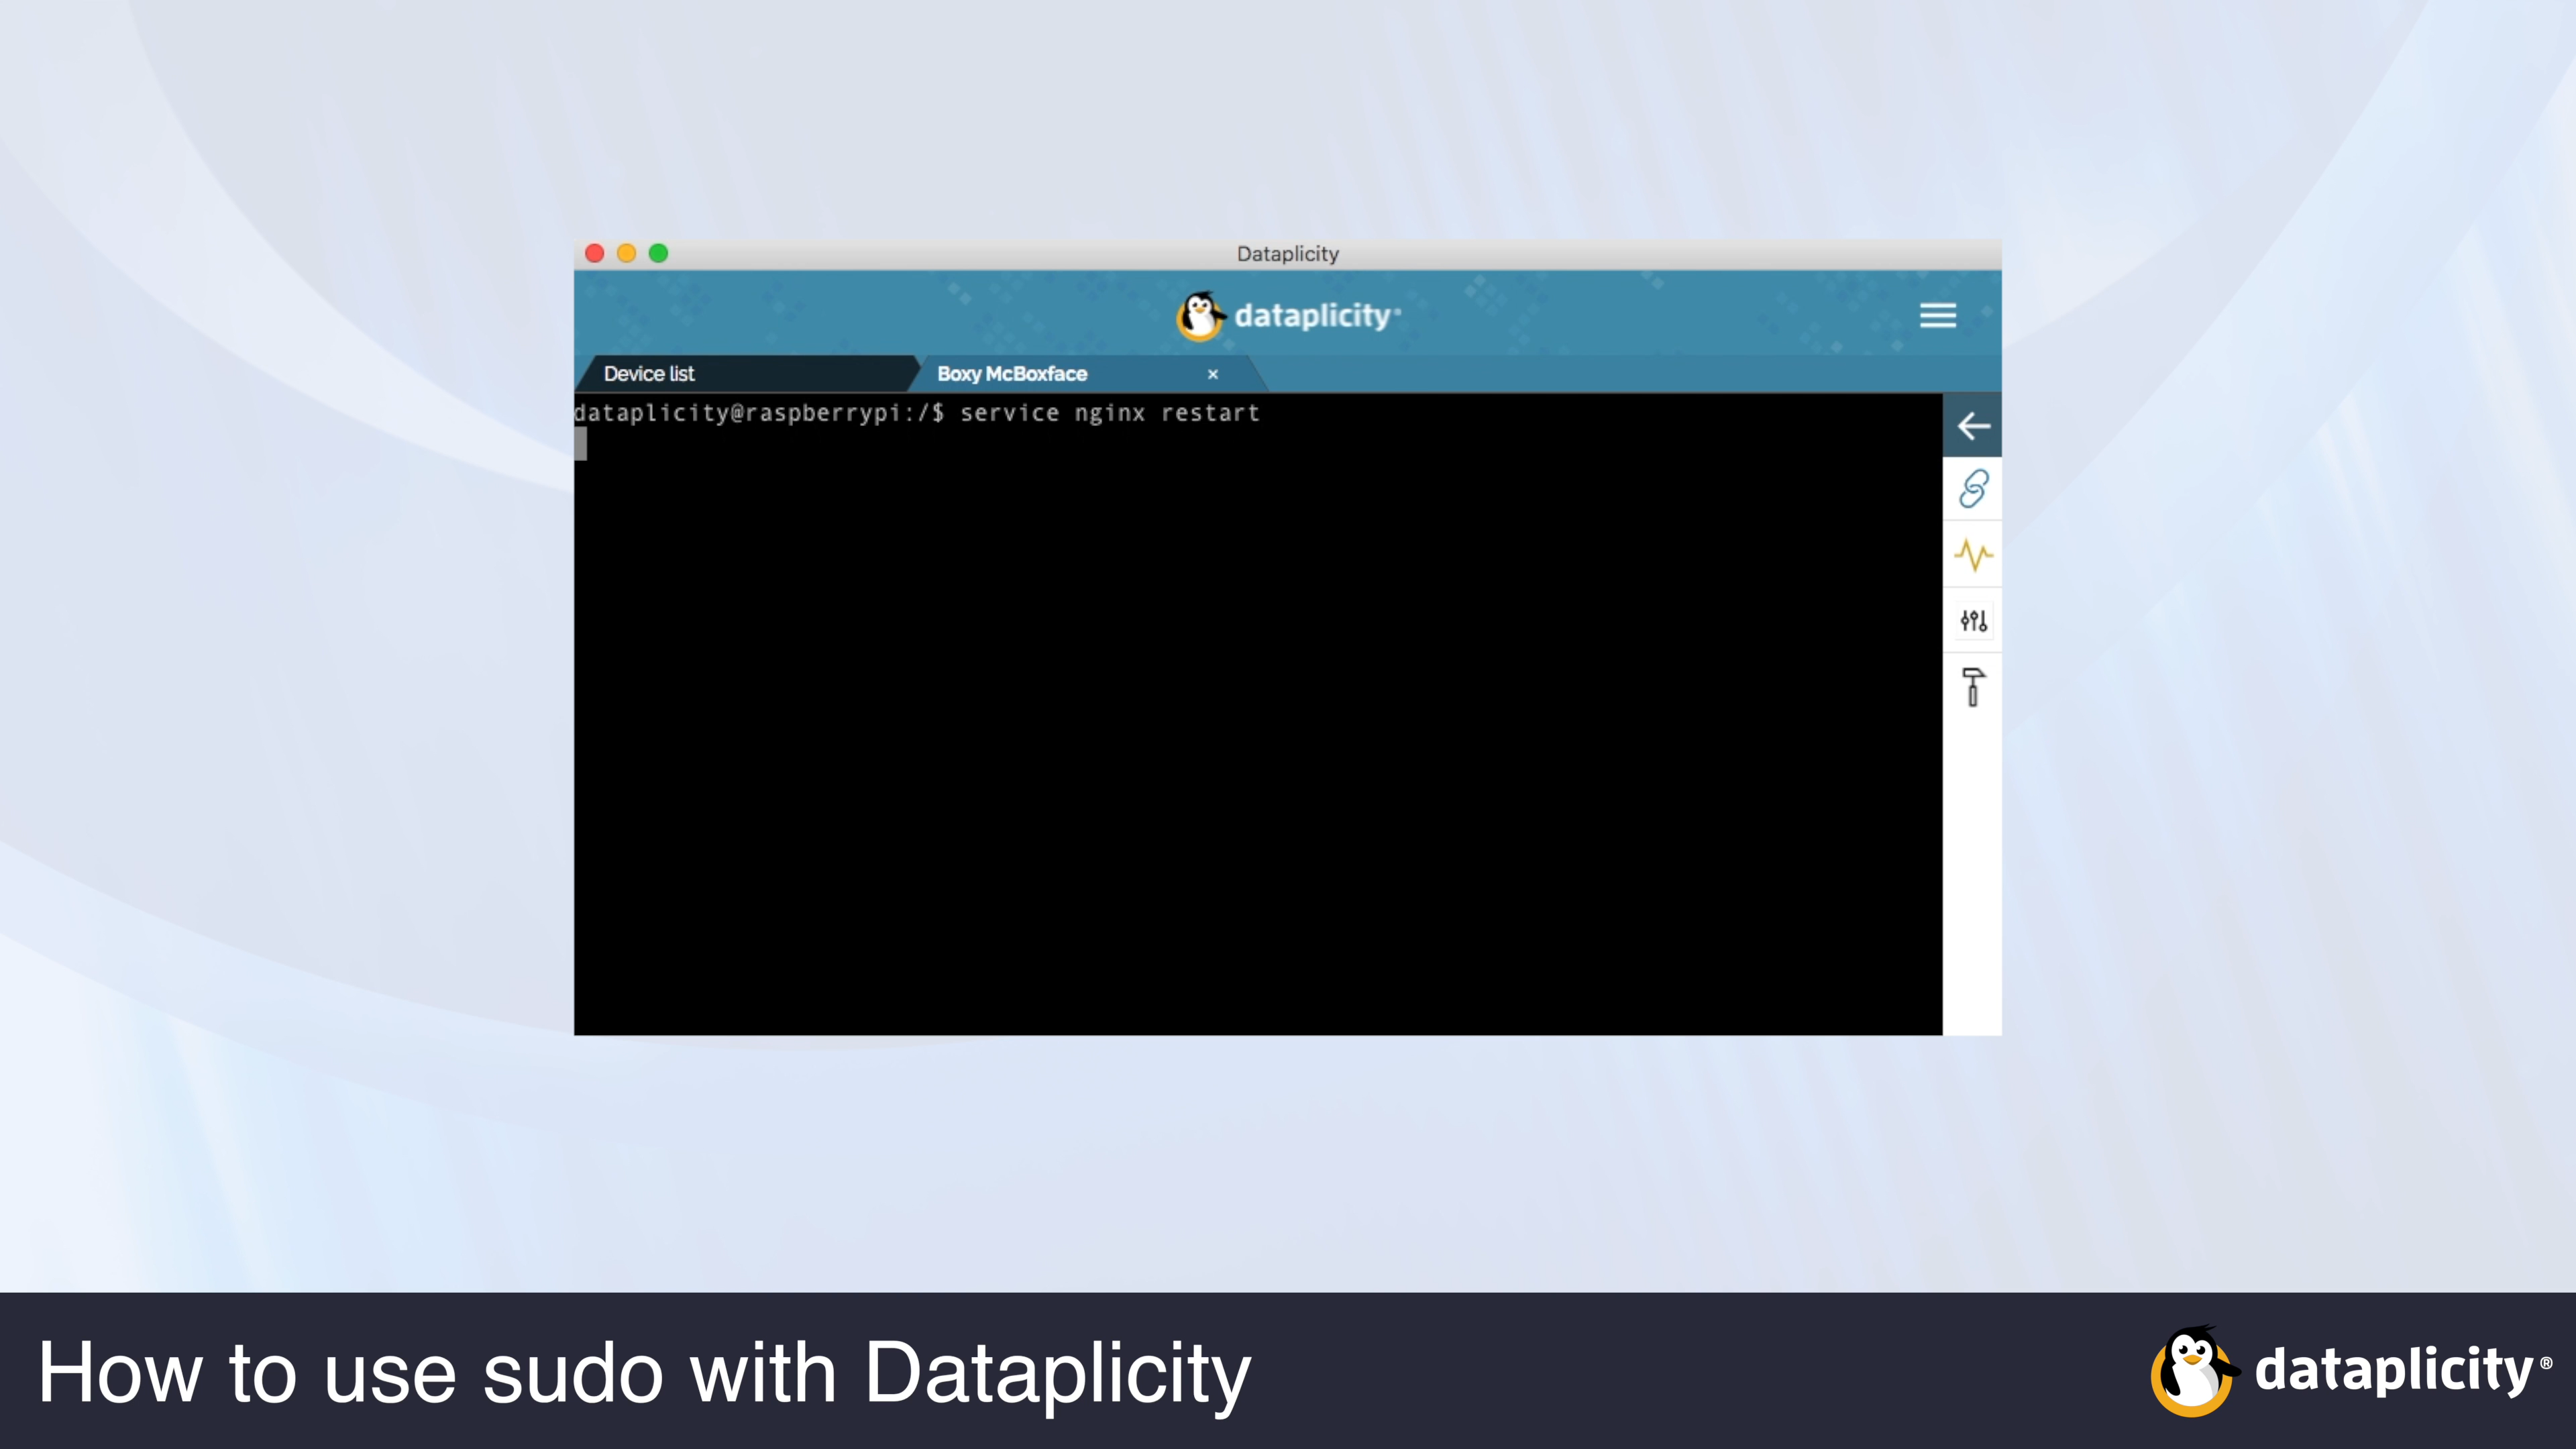 Dataplicity
dataplicity®
Device list
Boxy McBoxface ×
dataplicity@raspberrypi:/$ service nginx restart
How to use sudo with Dataplicity
dataplicity®